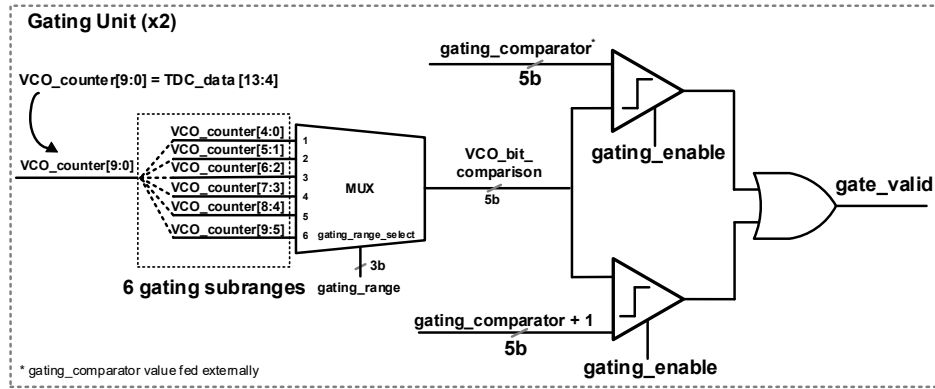 Gating Unit (x2)
VCO_counter[9:0] = TDC_data [13:4]
VCO_counter[9:0]
VCO_counter[4:0]
VCO_counter[5:1]
VCO_counter[6:2]
VCO_counter[7:3]
VCO_counter[8:4]
VCO_counter[9:5]
1
2
3
4
5
6
MUX
gating_range_select
3b
gating_range
6 gating subranges
VCO_bit_
comparison
5b
gating_comparator*
5b
gating_enable
gate_valid
gating_comparator + 1
5b
gating_enable
* gating_comparator value fed externally